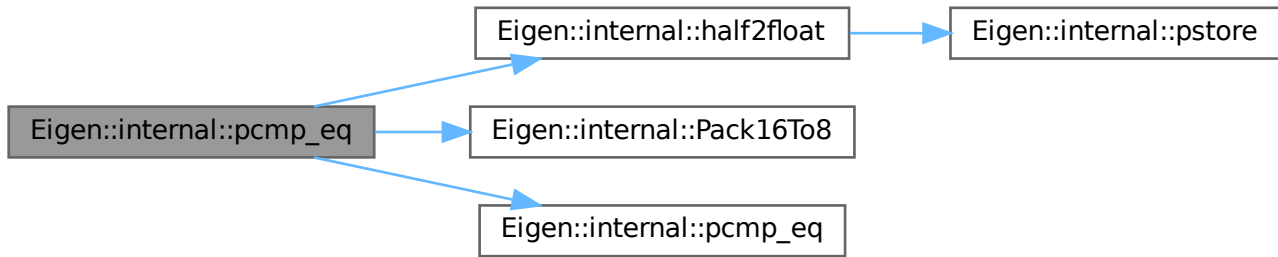 Eigen::internal::half2float
Eigen::internal::pstore
Eigen::internal::pcmp_eq
Eigen::internal::Pack16To8
Eigen::internal::pcmp_eq